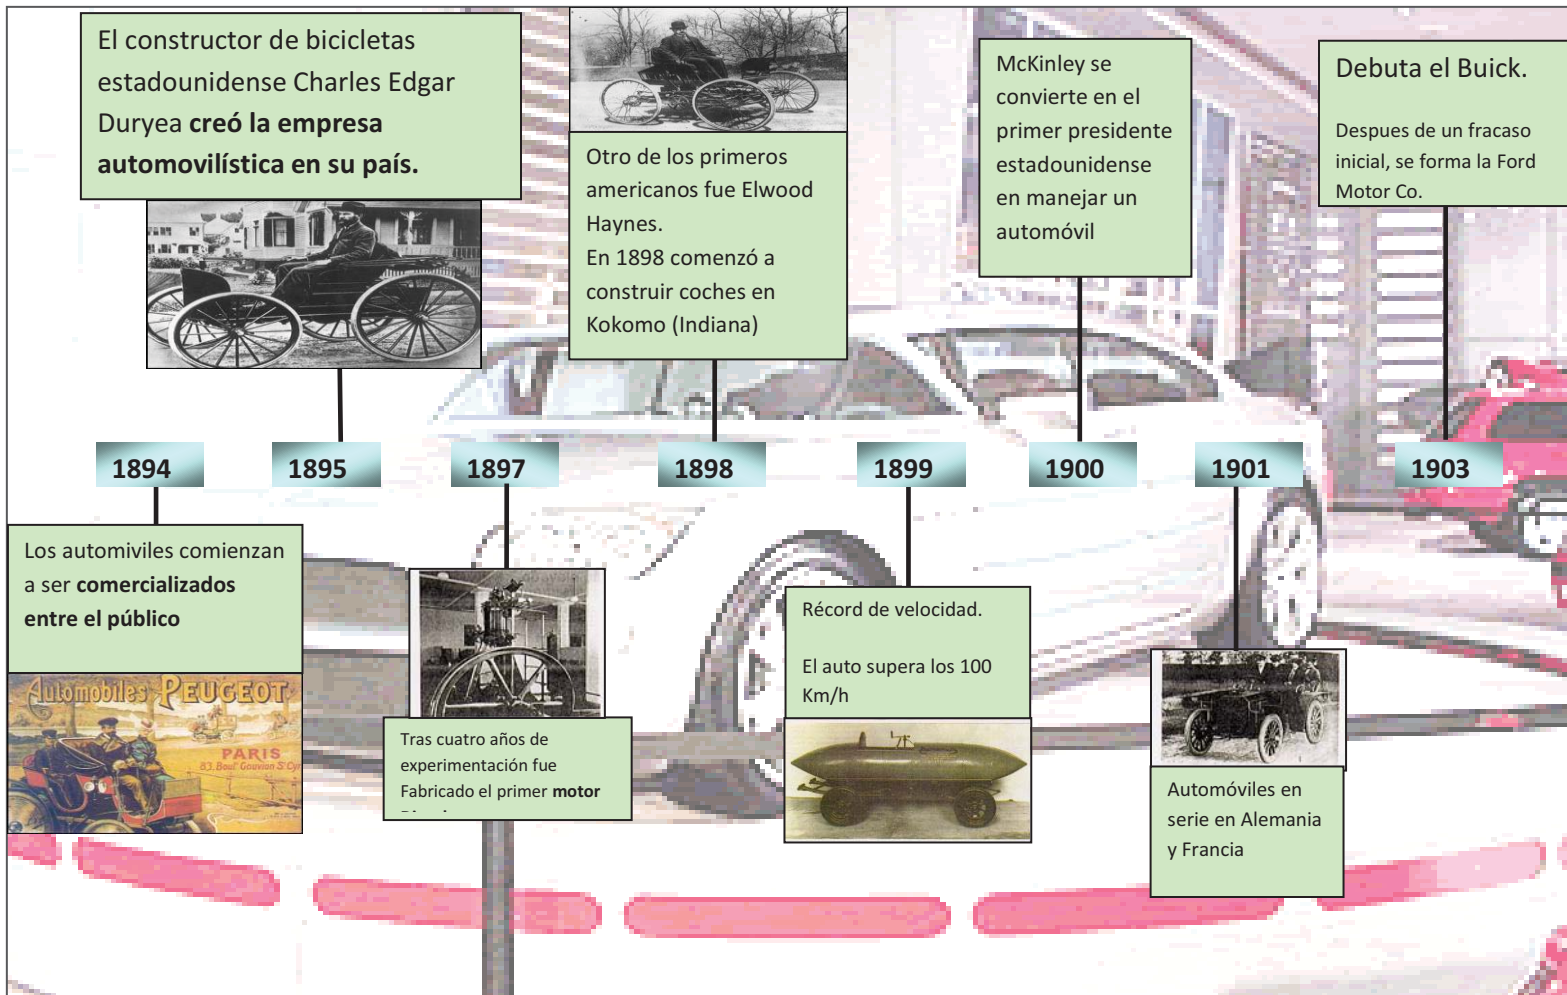 El constructor de bicicletas
estadounidense Charles Edgar
Duryea creó la empresa
automovilística en su país.
Otro de los primeros
americanos fue Elwood
Haynes.
En 1898 comenzó a
construir coches en
Kokomo (Indiana)
McKinley se
convierte en el
primer presidente
estadounidense
en manejar un
automóvil
Debuta el Buick.
Despues de un fracaso
inicial, se forma la Ford
Motor Co.
1894
1895
1897
1898
1899
1900
1901
1903
Los automiviles comienzan
a ser comercializados
entre el público
Automobiles PEUGEOT
PARIS
83, Boulᵈ Gouvion Sᵗ Cyr
Tras cuatro años de
experimentación fue
Fabricado el primer motor
Récord de velocidad.
El auto supera los 100
Km/h
Automóviles en
serie en Alemania
y Francia